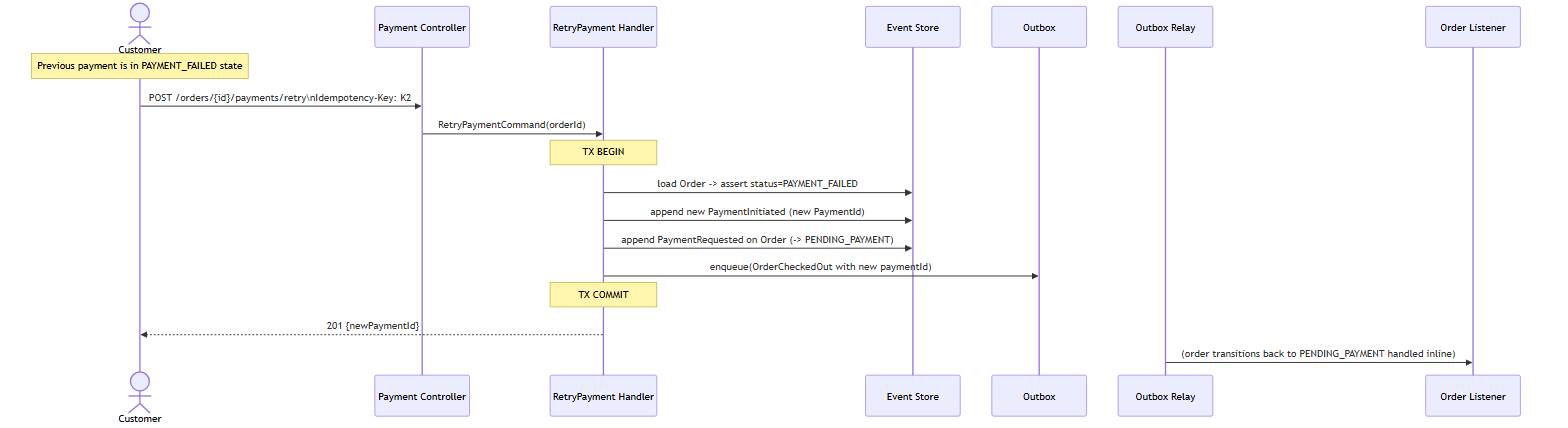 Customer
Payment Controller
RetryPayment Handler
Event Store
Outbox
Outbox Relay
Order Listener
Previous payment is in PAYMENT_FAILED state
POST /orders/{id}/payments/retry\nIdempotency-Key: K2
RetryPaymentCommand(orderId)
TX BEGIN
load Order -> assert status=PAYMENT_FAILED
append new PaymentInitiated (new PaymentId)
append PaymentRequested on Order (-> PENDING_PAYMENT)
enqueue(OrderCheckedOut with new paymentId)
TX COMMIT
201 {newPaymentId}
(order transitions back to PENDING_PAYMENT handled inline)
Customer
Payment Controller
RetryPayment Handler
Event Store
Outbox
Outbox Relay
Order Listener